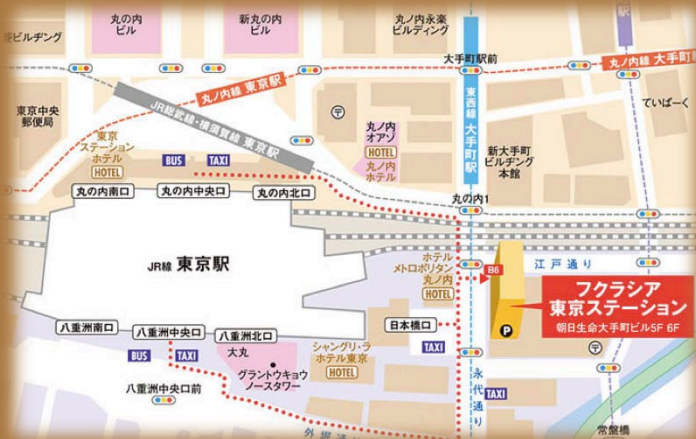 丸の内
ビル
新丸の内
ビル
丸ノ内永楽
ビルディング
菱ビルヂング
大手町駅前
丸ノ内線 東京駅
丸ノ内線 大手町駅
東京中央
郵便局
JR総武線・横須賀線 東京駅
東西線 大手町駅
ていぱーく
東京
ステーション
ホテル
HOTEL
BUS
TAXI
丸の内
オアゾ
HOTEL
丸ノ内
ホテル
新大手町
ビルヂング
本館
丸の内南口
丸の内中央口
丸の内北口
丸の内1
JR線 東京駅
ホテル
メトロポリタン
丸ノ内
HOTEL
B6
江戸通り
フクラシア
東京ステーション
朝日生命大手町ビル5F 6F
P
八重洲南口
八重洲中央口
八重洲北口
日本橋口
TAXI
BUS
TAXI
大丸
グラントウキョウ
ノースタワー
シャングリ・ラ
ホテル東京
HOTEL
八重洲中央口前
永代通り
TAXI
外堀通
常盤橋